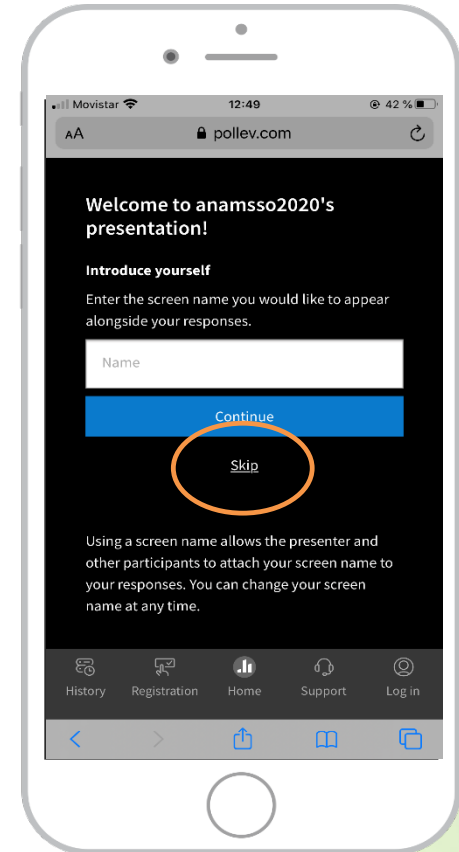 Movistar 12:49 42 %
AA pollev.com
Welcome to anamsso2020's
presentation!
Introduce yourself
Enter the screen name you would like to appear
alongside your responses.
Name
Continue
Skip
Using a screen name allows the presenter and
other participants to attach your screen name to
your responses. You can change your screen
name at any time.
History Registration Home Support Log in